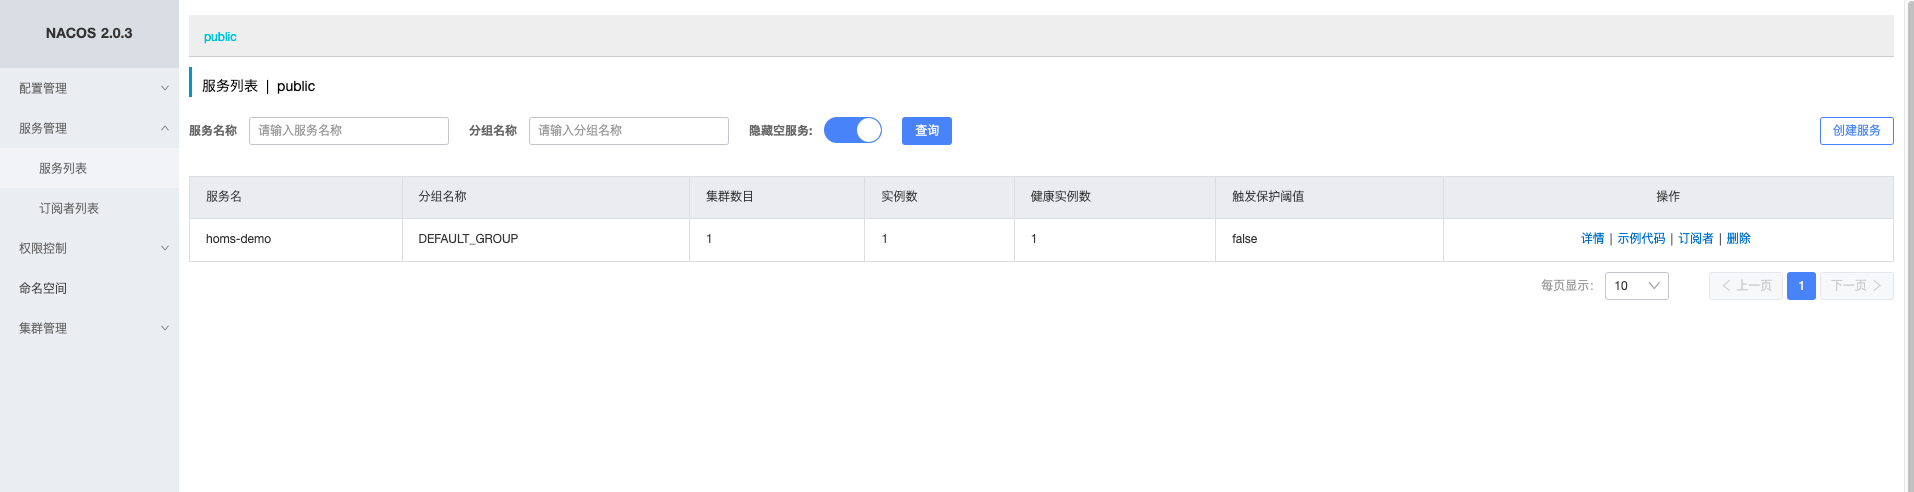 NACOS 2.0.3
配置管理
服务管理
服务列表
订阅者列表
权限控制
命名空间
集群管理
public
服务列表 | public
服务名称 请输入服务名称 分组名称 请输入分组名称 隐藏空服务: 查询 创建服务
服务名 分组名称 集群数目 实例数 健康实例数 触发保护阈值 操作
homs-demo DEFAULT_GROUP 1 1 1 false 详情 | 示例代码 | 订阅者 | 删除
每页显示: 10 上一页 1 下一页